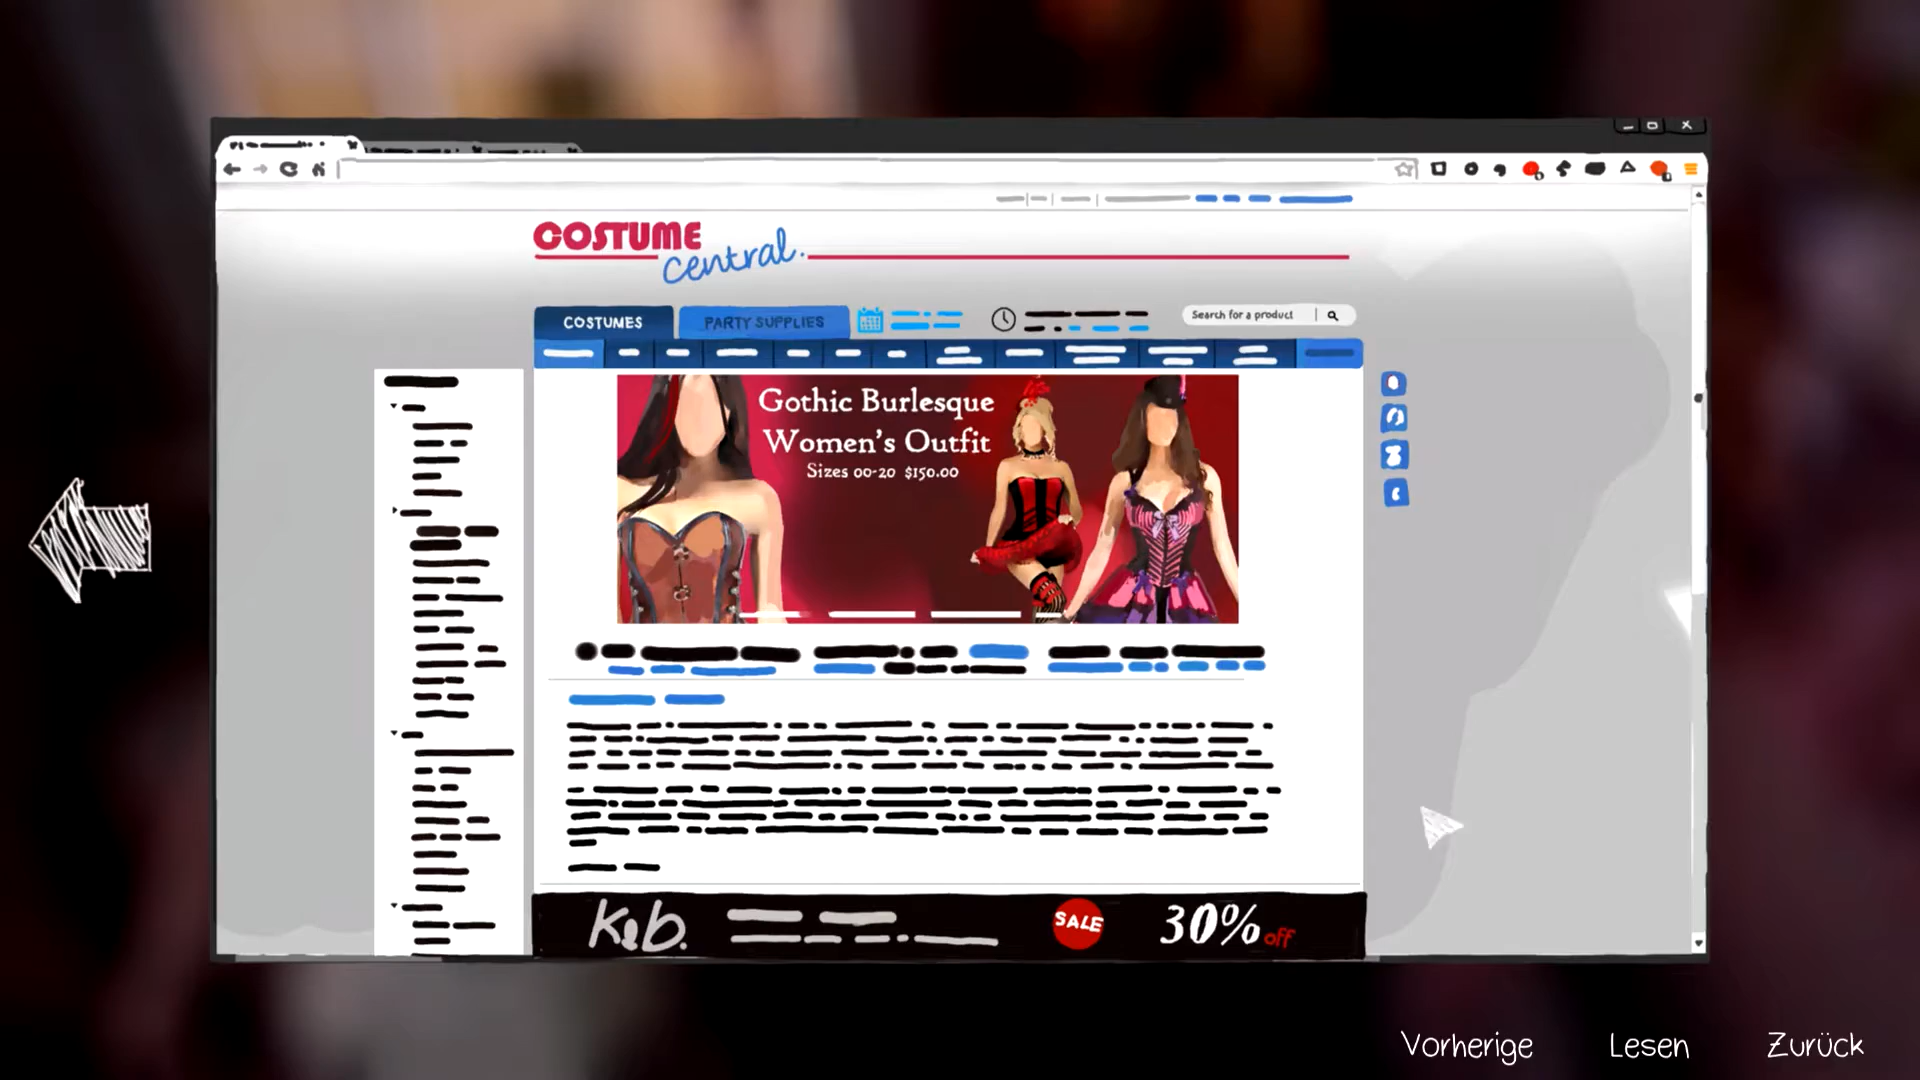 COSTUME
central.
COSTUMES
PARTY SUPPLIES
Search for a product
Gothic Burlesque
Women's Outfit
Sizes 00-20 $150.00
K&b.
SALE
30% off
Vorherige
Lesen
Zurück